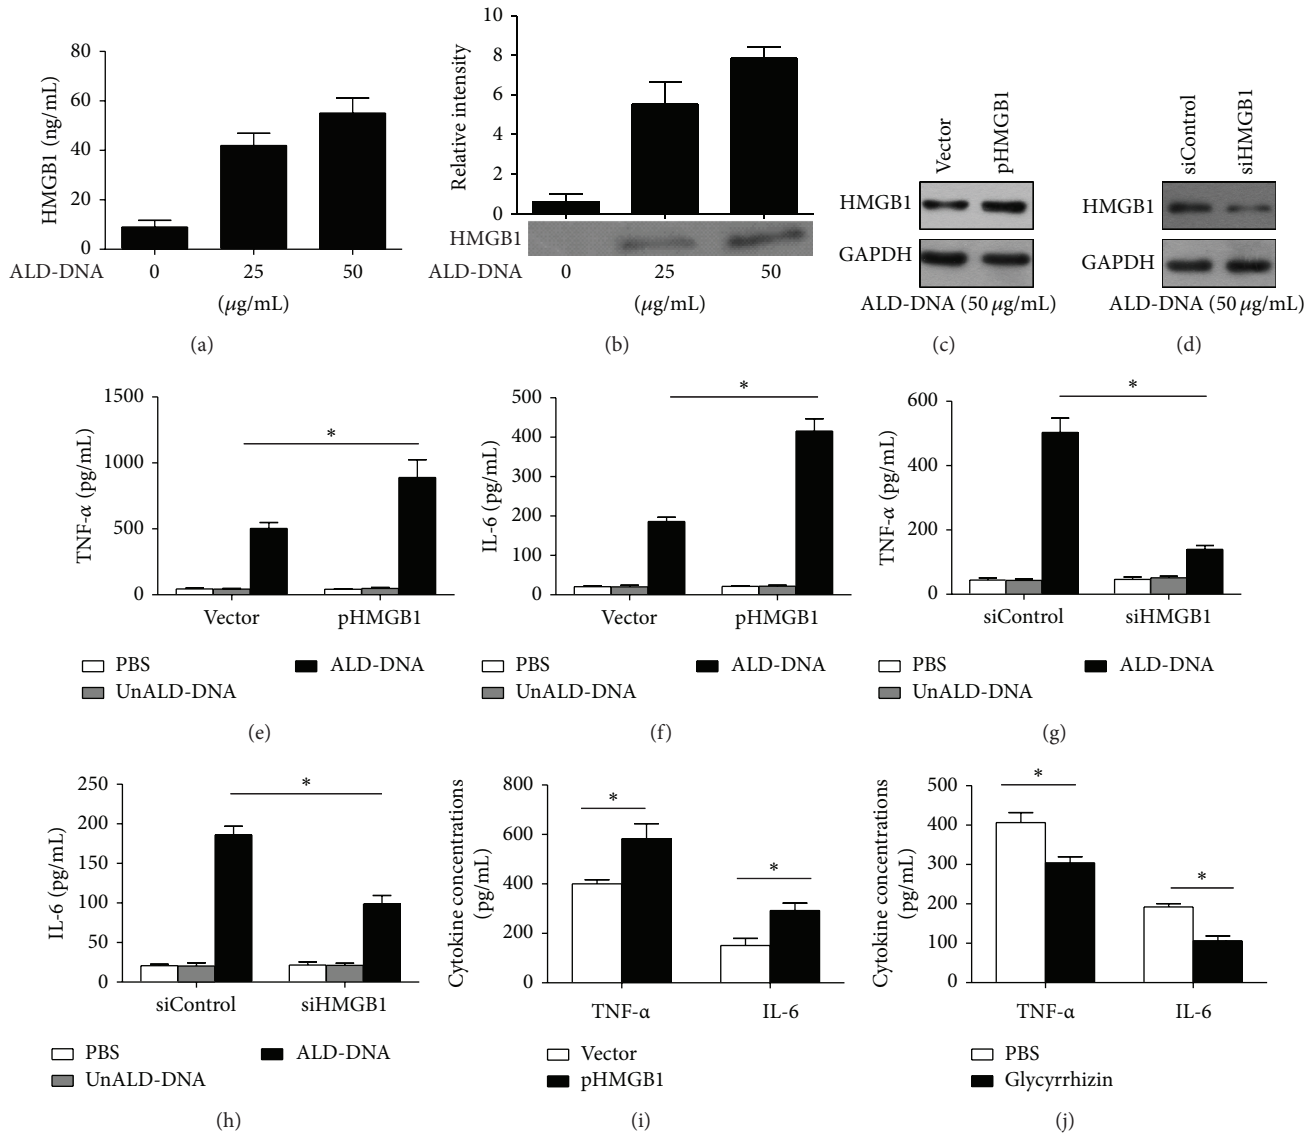 HMGB1 (ng/mL)
80
60
40
20
0
ALD-DNA
0
25
50
(μg/mL)
(a)
Relative intensity
10
8
6
4
2
0
HMGB1
ALD-DNA
0
25
50
(μg/mL)
(b)
Vector
pHMGB1
HMGB1
GAPDH
ALD-DNA (50 μg/mL)
(c)
siControl
siHMGB1
HMGB1
GAPDH
ALD-DNA (50 μg/mL)
(d)
TNF-α (pg/mL)
1500
1000
500
0
*
Vector
pHMGB1
PBS
ALD-DNA
UnALD-DNA
(e)
IL-6 (pg/mL)
500
400
300
200
100
0
*
Vector
pHMGB1
PBS
ALD-DNA
UnALD-DNA
(f)
TNF-α (pg/mL)
600
400
200
0
*
siControl
siHMGB1
PBS
ALD-DNA
UnALD-DNA
(g)
IL-6 (pg/mL)
250
200
150
100
50
0
*
siControl
siHMGB1
PBS
ALD-DNA
UnALD-DNA
(h)
Cytokine concentrations
(pg/mL)
800
600
400
200
0
*
*
TNF-α
IL-6
Vector
pHMGB1
(i)
Cytokine concentrations
(pg/mL)
500
400
300
200
100
0
*
*
TNF-α
IL-6
PBS
Glycyrrhizin
(j)